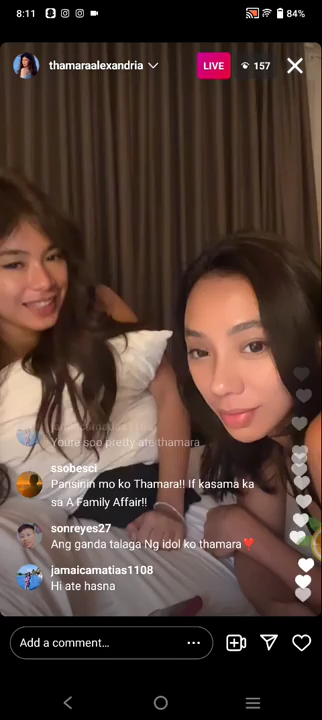 8:11
84%
thamaraalexandria
LIVE
157
Youre soo pretty ate thamara
ssobesci
Pansinin mo ko Thamara!! If kasama ka
sa A Family Affair!!
sonreyes27
Ang ganda talaga Ng idol ko thamara❤️
jamaicamatias1108
Hi ate hasna
Add a comment...